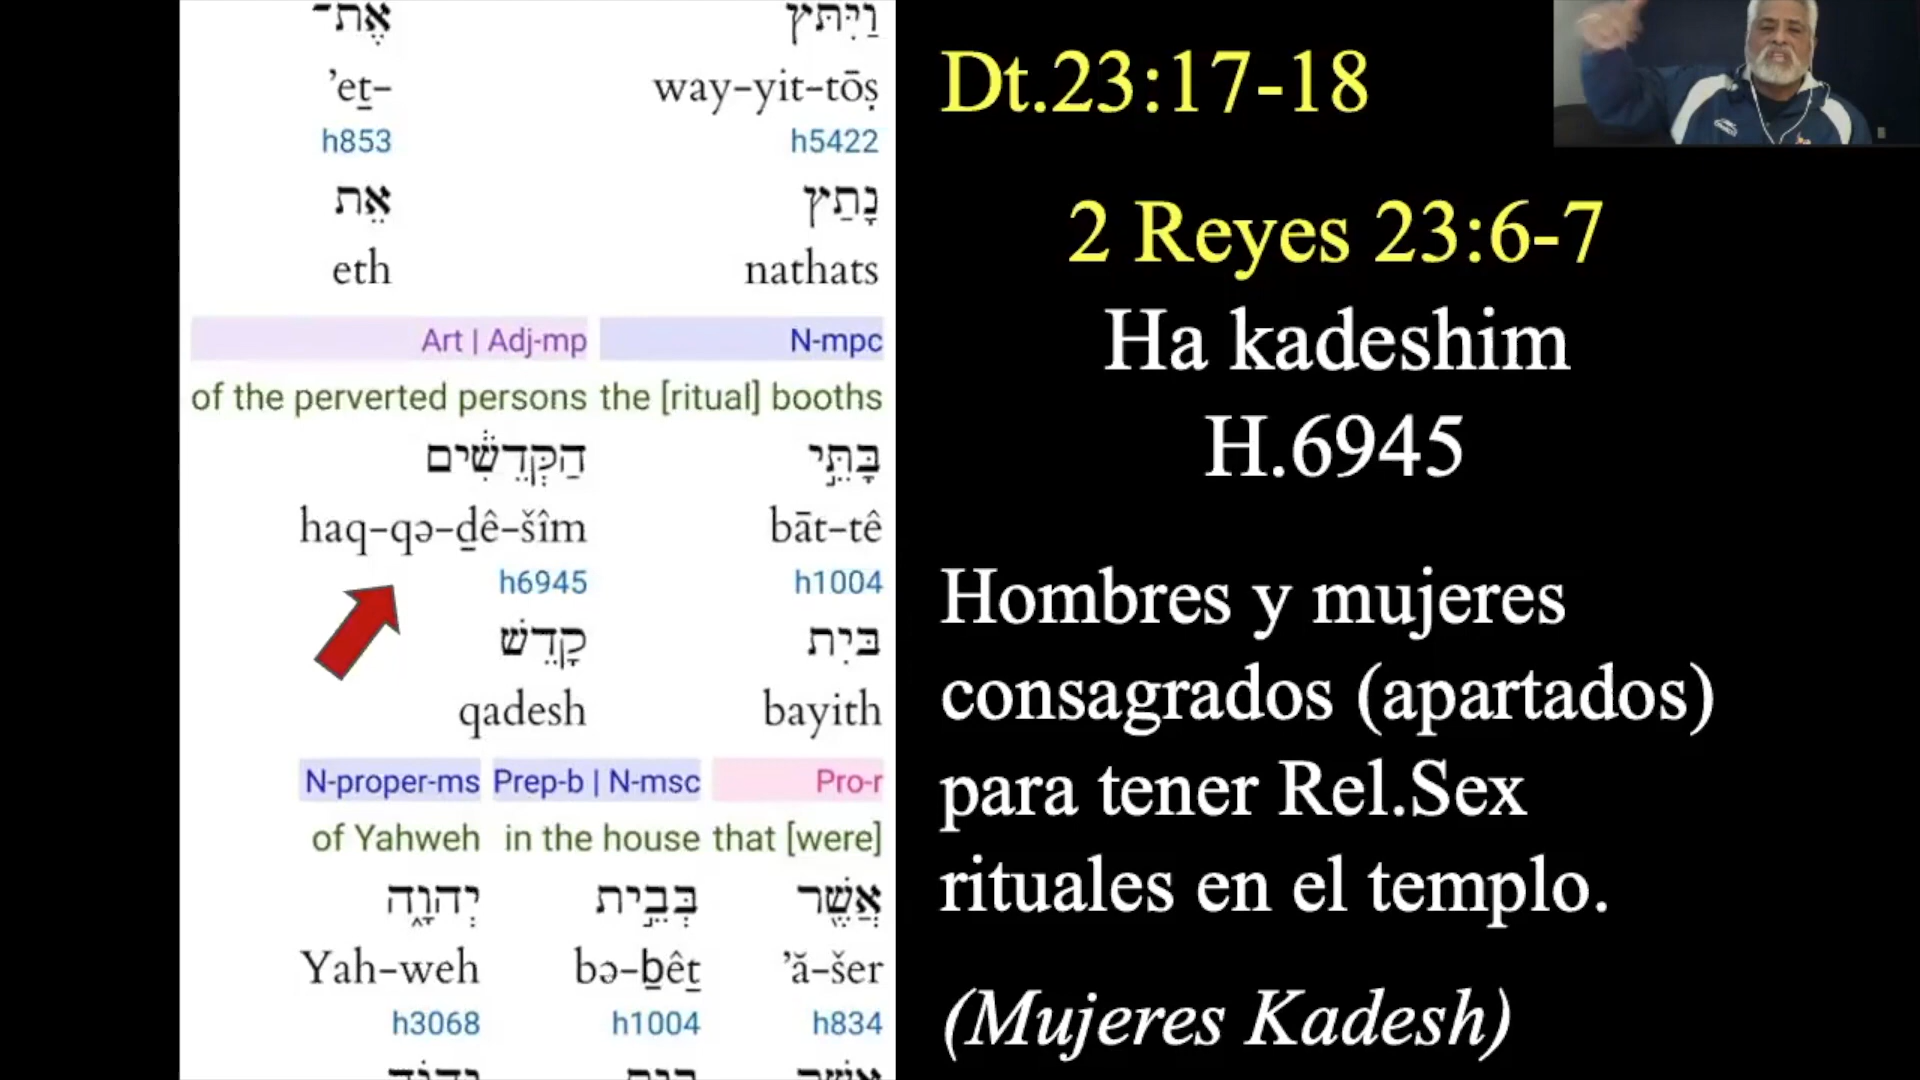 אֶת־ וַיִּתֹּץ
’eṯ- way-yit-tōṣ
h853 h5422
אֵת נָתַץ
eth nathats
Art | Adj-mp N-mpc
of the perverted persons the [ritual] booths
הַקְּדֵשִׁ֔ים בָּתֵּ֣י
haq-qə-ḏê-šîm bāt-tê
h6945 h1004
קָדֵשׁ בּיִת
qadesh bayith
N-proper-ms Prep-b | N-msc Pro-r
of Yahweh in the house that [were]
יְהוָ֑ה בְּבֵ֣ית אֲשֶׁ֖ר
Yah-weh bə-ḇêṯ ’ă-šer
h3068 h1004 h834
Dt.23:17-18
2 Reyes 23:6-7
Ha kadeshim
H.6945
Hombres y mujeres
consagrados (apartados)
para tener Rel.Sex
rituales en el templo.
(Mujeres Kadesh)